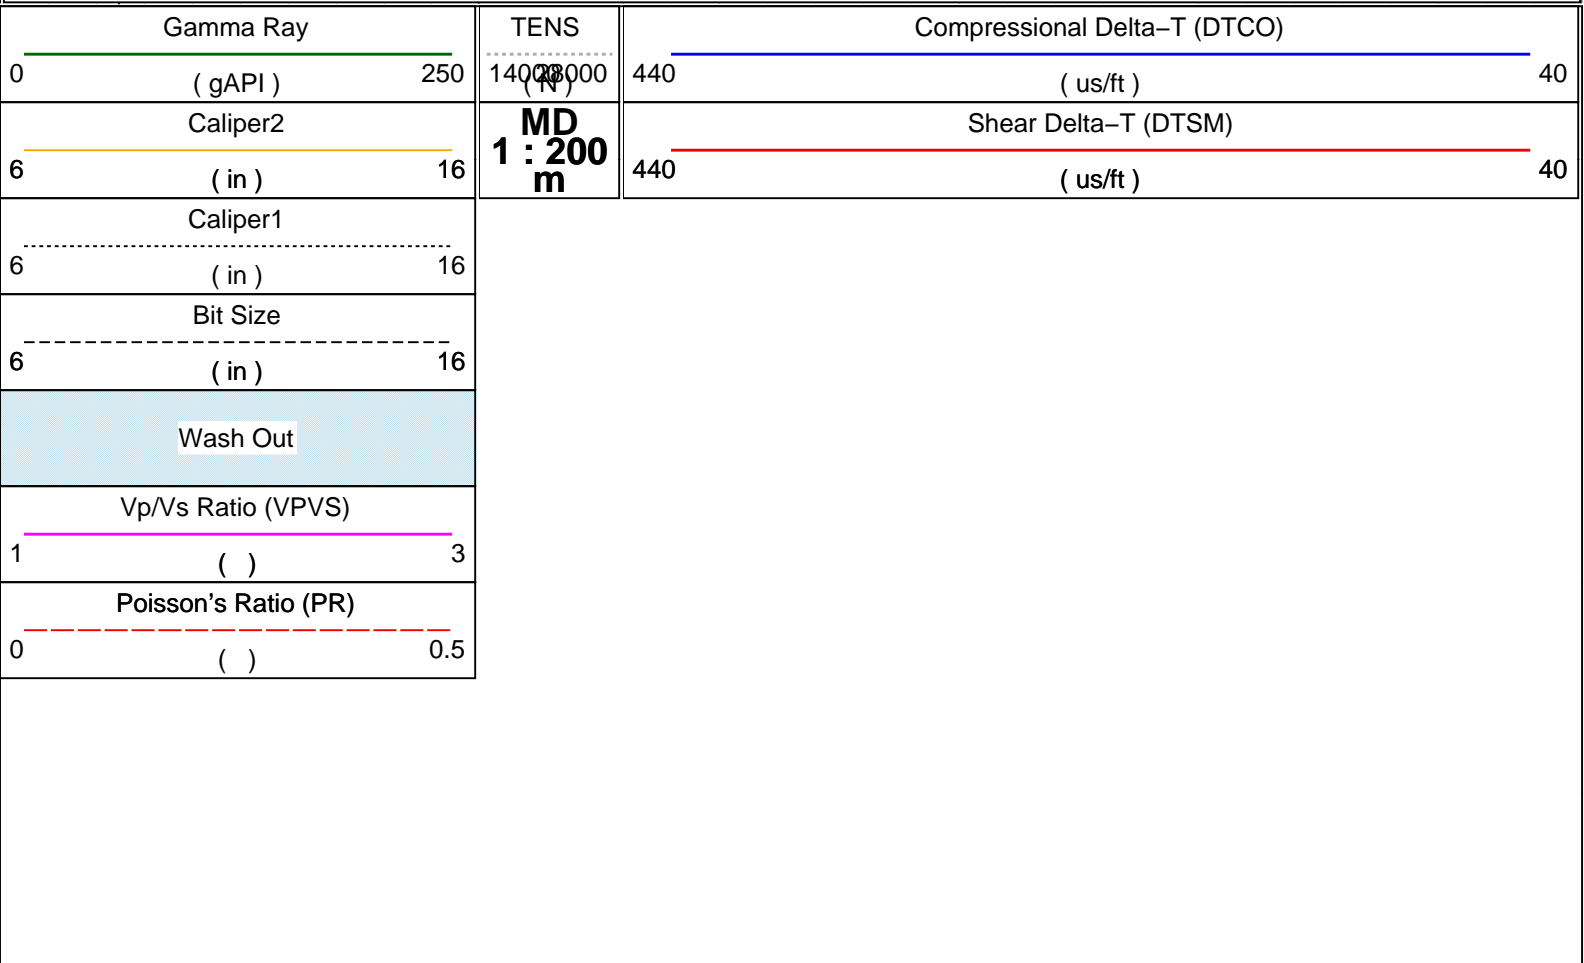 Gamma Ray
0 ( gAPI ) 250
TENS
14000 28000
( N )
Compressional Delta–T (DTCO)
440 ( us/ft ) 40
Caliper2
6 ( in ) 16
MD
1 : 200
m
Shear Delta–T (DTSM)
440 ( us/ft ) 40
Caliper1
6 ( in ) 16
Bit Size
6 ( in ) 16
Wash Out
Vp/Vs Ratio (VPVS)
1 ( ) 3
Poisson’s Ratio (PR)
0 ( ) 0.5